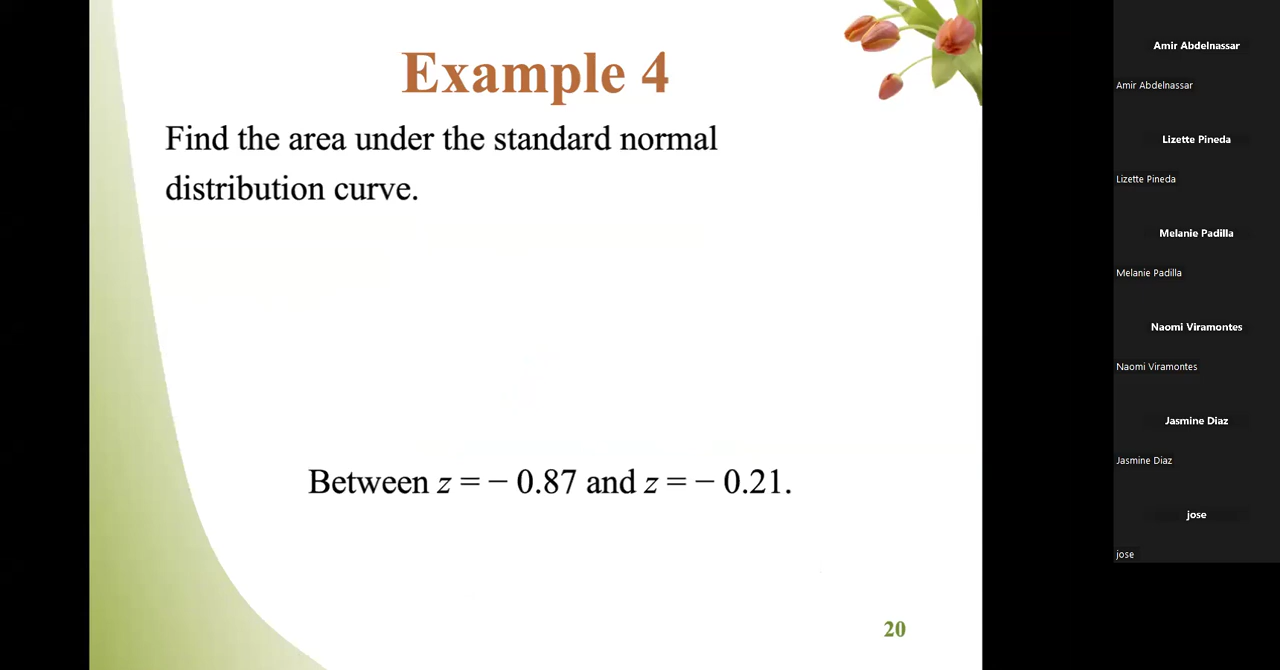 Example 4
Find the area under the standard normal
distribution curve.
Between z = − 0.87 and z = − 0.21.
20
Amir Abdelnassar
Amir Abdelnassar
Lizette Pineda
Lizette Pineda
Melanie Padilla
Melanie Padilla
Naomi Viramontes
Naomi Viramontes
Jasmine Diaz
Jasmine Diaz
jose
jose